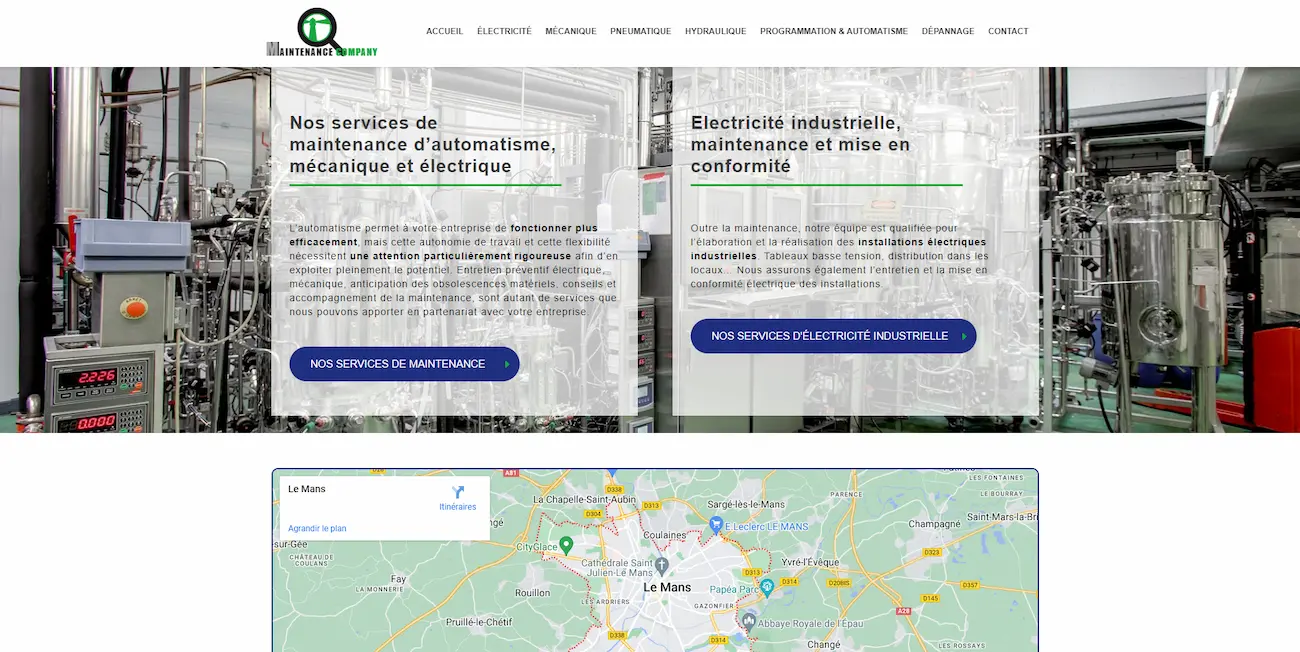 MAINTENANCE COMPANY
ACCUEIL ÉLECTRICITÉ MÉCANIQUE PNEUMATIQUE HYDRAULIQUE PROGRAMMATION & AUTOMATISME DÉPANNAGE CONTACT
Nos services de
maintenance d’automatisme,
mécanique et électrique
L’automatisme permet à votre entreprise de fonctionner plus
efficacement, mais cette autonomie de travail et cette flexibilité
nécessitent une attention particulièrement rigoureuse afin d’en
exploiter pleinement le potentiel. Entretien préventif électrique,
mécanique, anticipation des obsolescences matériels, conseils et
accompagnement de la maintenance, sont autant de services que
nous pouvons apporter en partenariat avec votre entreprise.
NOS SERVICES DE MAINTENANCE
Electricité industrielle,
maintenance et mise en
conformité
Outre la maintenance, notre équipe est qualifiée pour
l’élaboration et la réalisation des installations électriques
industrielles. Tableaux basse tension, distribution dans les
locaux… Nous assurons également l’entretien et la mise en
conformité électrique des installations.
NOS SERVICES D'ÉLECTRICITÉ INDUSTRIELLE
2.226
0.000
Le Mans
Itinéraires
Agrandir le plan
A81
D338
D313
D304
La Chapelle-Saint-Aubin
Sargé-lès-Mans
PARENCE
LES FONTAINES
LE BOURRAY
Saint-Mars-la-Bri
Champagné
E.Leclerc LE MANS
Coulaines
CityGlace
sur-Gée
CHÂTEAU DE
COULANS
Cathédrale Saint
Julien-Le Mans
Yvré-l'Évêque
D323
D313
D314
D20BIS
D357
Fay
LA MONNERIE
Rouillon
Le Mans
Papéa Parc
D145
LES ARDRIERS
GAZONFIER
A28
Pruillé-le-Chétif
Abbaye Royale de l'Épau
D338
D314
Changé
LES ROSSAYS